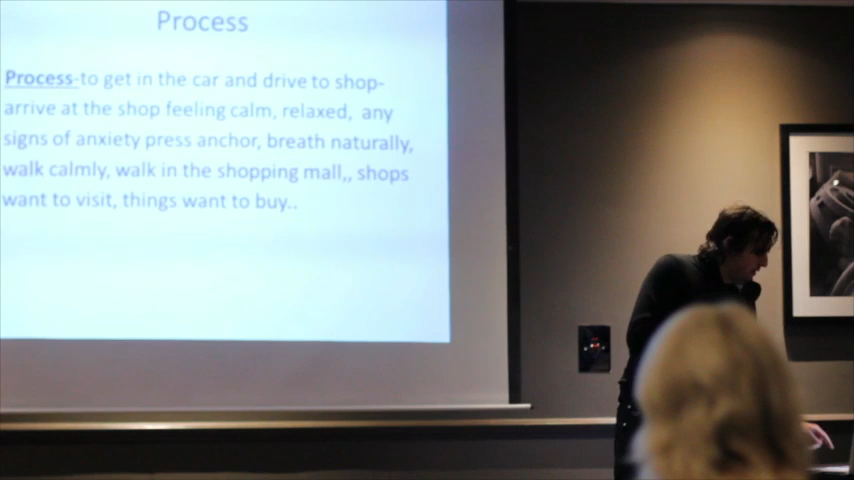 Process
Process-to get in the car and drive to shop-
arrive at the shop feeling calm, relaxed,  any
signs of anxiety press anchor, breath naturally,
walk calmly, walk in the shopping mall,, shops
want to visit, things want to buy..